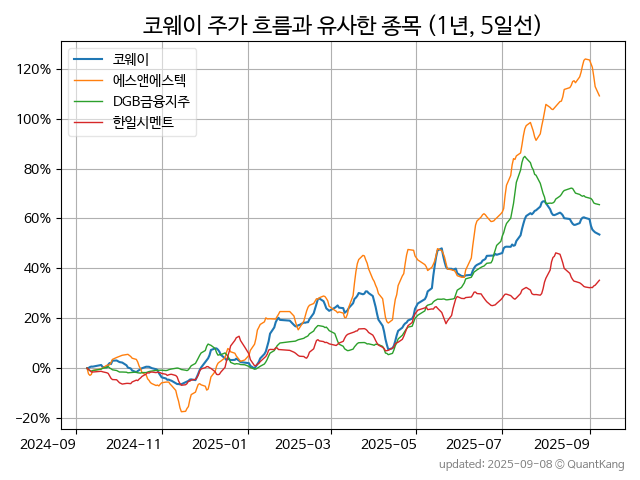 코웨이 주가 흐름과 유사한 종목 (1년, 5일선)
코웨이
에스앤에스텍
DGB금융지주
한일시멘트
120%
100%
80%
60%
40%
20%
0%
−20%
2024-09
2024-11
2025-01
2025-03
2025-05
2025-07
2025-09
updated: 2025-09-08 © QuantKang